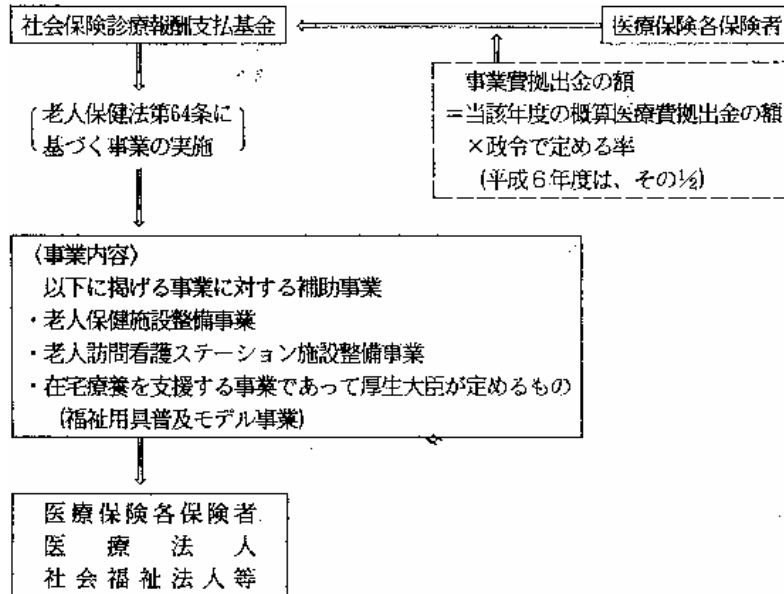 社会保険診療報酬支払基金
医療保険各保険者
事業費拠出金の額
＝当該年度の概算医療費拠出金の額
×政令で定める率
(平成６年度は、その½)
老人保健法第64条に
基づく事業の実施
〈事業内容〉
以下に掲げる事業に対する補助事業
・老人保健施設整備事業
・老人訪問看護ステーション施設整備事業
・在宅療養を支援する事業であって厚生大臣が定めるもの
(福祉用具普及モデル事業)
医療保険各保険者
医療法人
社会福祉法人等